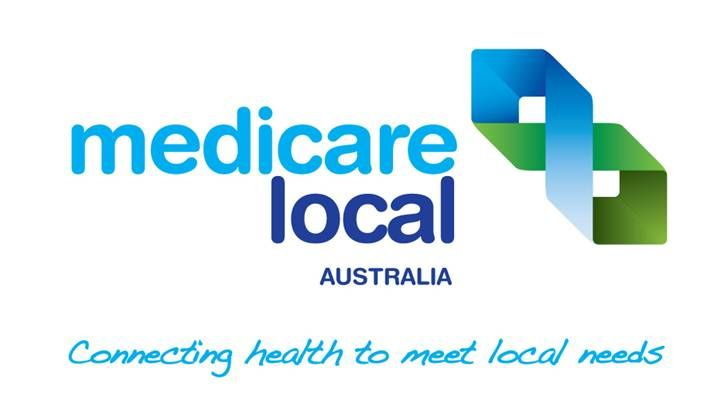 medicare
local
AUSTRALIA
Connecting health to meet local needs